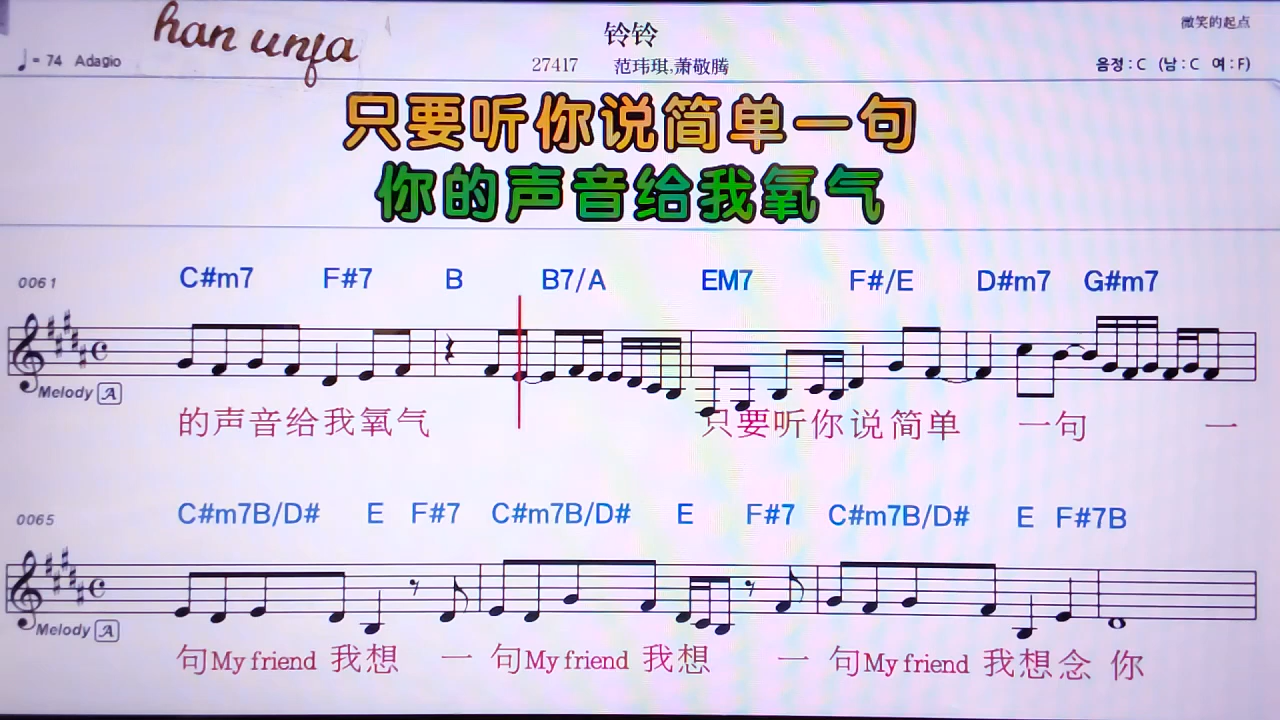 han unfa
铃铃
微笑的起点
♩= 74 Adagio
27417 范玮琪,萧敬腾
음정 : C (남 : C 여 : F)
只要听你说简单一句
你的声音给我氧气
0061 C#m7 F#7 B B7/A EM7 F#/E D#m7 G#m7
Melody A
的声音给我氧气 只要听你说简单 一句 一
0065 C#m7B/D# E F#7 C#m7B/D# E F#7 C#m7B/D# E F#7B
Melody A
句My friend 我想 一 句My friend 我想 一 句My friend 我想念 你